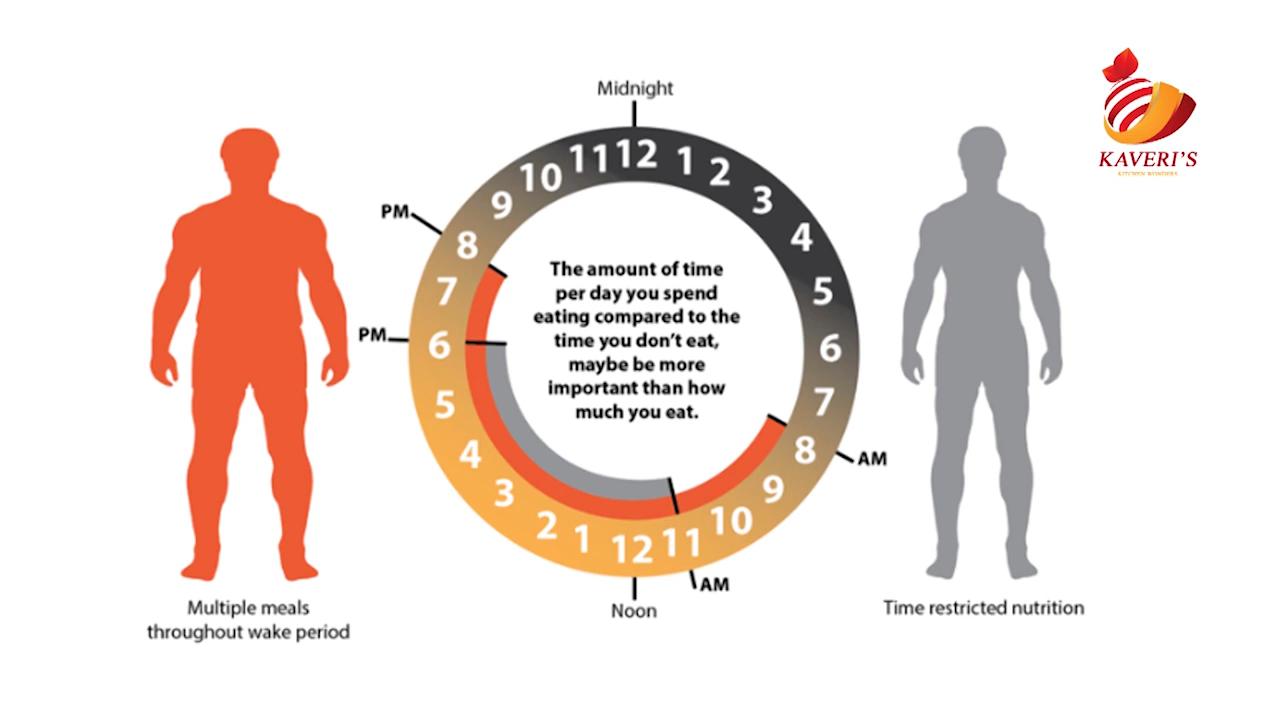 KAVERI'S
KITCHEN WONDERS
Midnight
12
1
2
3
4
5
6
7
8
9
10
11
12
1
2
3
4
5
6
7
8
9
10
11
PM
PM
AM
AM
Noon
The amount of time
per day you spend
eating compared to the
time you don't eat,
maybe be more
important than how
much you eat.
Multiple meals
throughout wake period
Time restricted nutrition